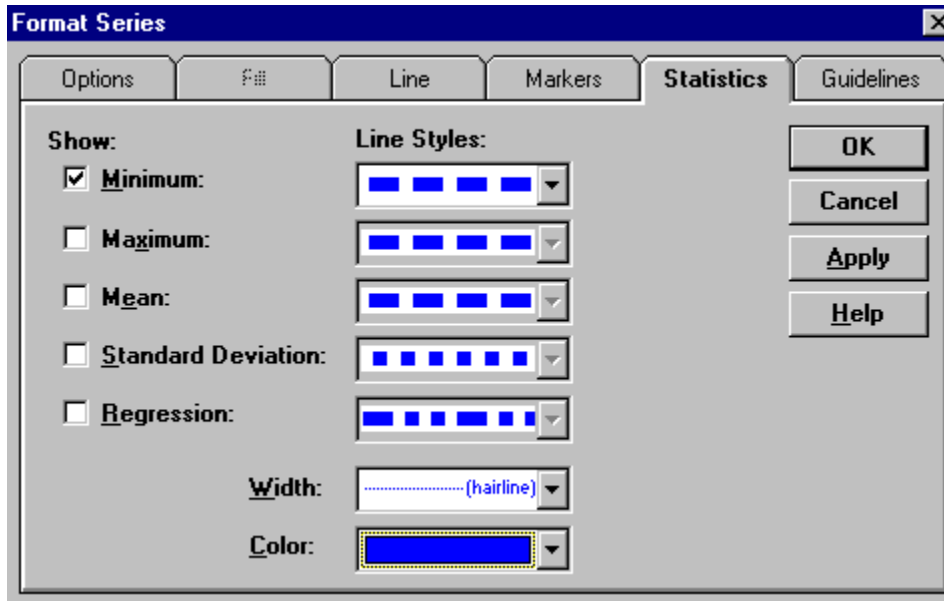 Format Series
Options Fill Line Markers Statistics Guidelines
Show: Line Styles:
Minimum:
Maximum:
Mean:
Standard Deviation:
Regression:
Width: (hairline)
Color:
OK
Cancel
Apply
Help